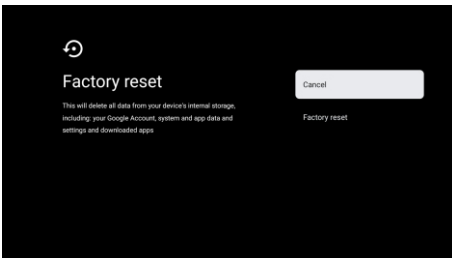 Factory reset
This will delete all data from your device's internal storage,
including: your Google Account, system and app data and
settings and downloaded apps
Cancel
Factory reset